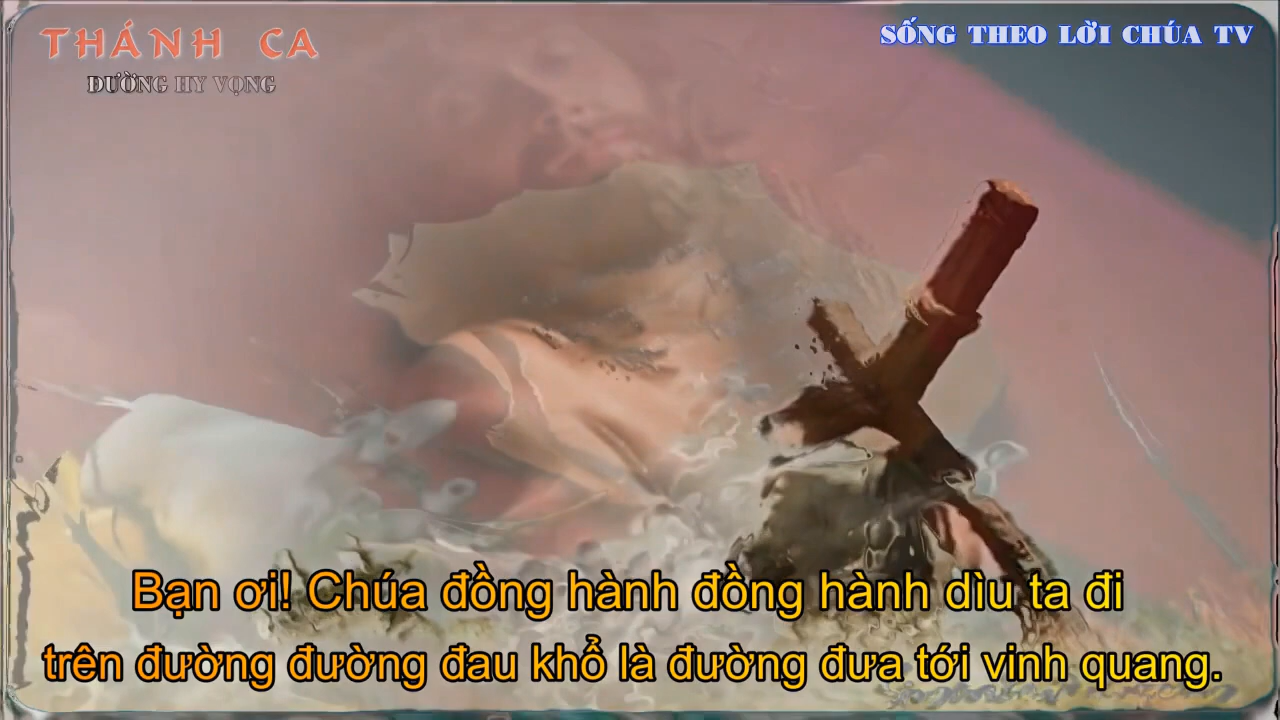 THÁNH CA
ĐƯỜNG HY VỌNG
SỐNG THEO LỜI CHÚA TV
Bạn ơi! Chúa đồng hành đồng hành dìu ta đi
trên đường đường đau khổ là đường đưa tới vinh quang.